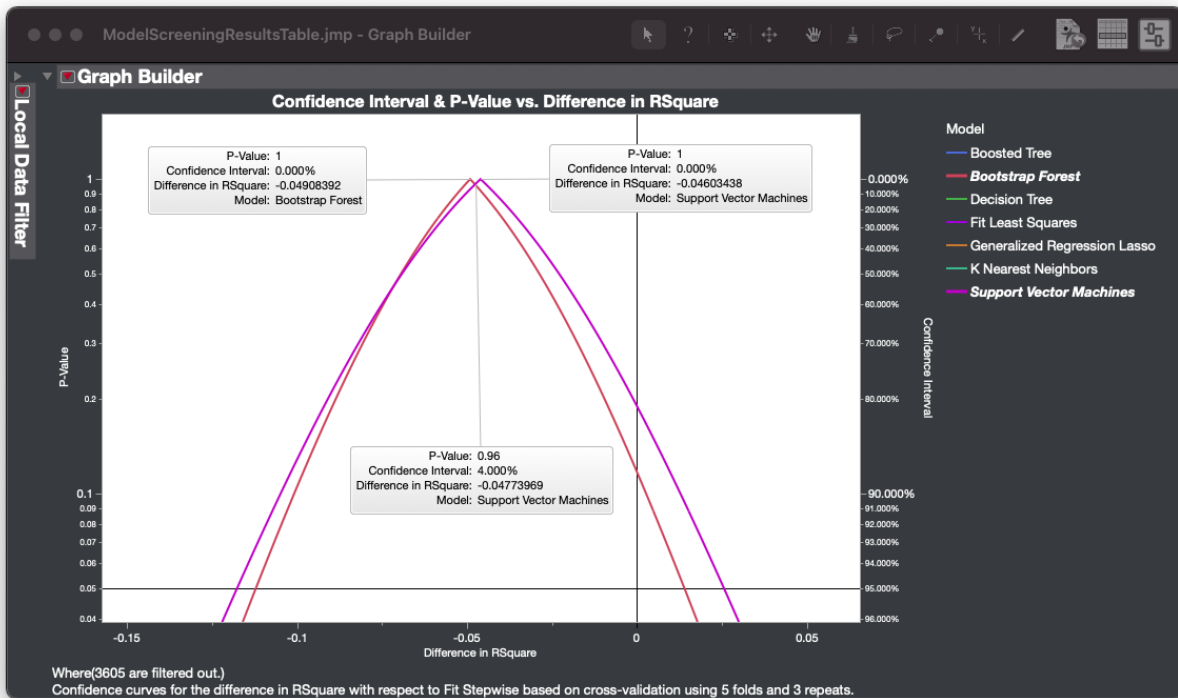 ModelScreeningResultsTable.jmp - Graph Builder
Local Data Filter
Graph Builder
Confidence Interval & P-Value vs. Difference in RSquare
P-Value: 1
Confidence Interval: 0.000%
Difference in RSquare: -0.04908392
Model: Bootstrap Forest
P-Value: 1
Confidence Interval: 0.000%
Difference in RSquare: -0.04603438
Model: Support Vector Machines
P-Value: 0.96
Confidence Interval: 4.000%
Difference in RSquare: -0.04773969
Model: Support Vector Machines
P-Value
1
0.9
0.8
0.7
0.6
0.5
0.4
0.3
0.2
0.1
0.09
0.08
0.07
0.06
0.05
0.04
0.000%
10.000%
20.000%
30.000%
40.000%
50.000%
60.000%
70.000%
80.000%
90.000%
91.000%
92.000%
93.000%
94.000%
95.000%
96.000%
Confidence Interval
-0.15
-0.1
-0.05
0
0.05
Difference in RSquare
Model
Boosted Tree
Bootstrap Forest
Decision Tree
Fit Least Squares
Generalized Regression Lasso
K Nearest Neighbors
Support Vector Machines
Where(3605 are filtered out.)
Confidence curves for the difference in RSquare with respect to Fit Stepwise based on cross-validation using 5 folds and 3 repeats.